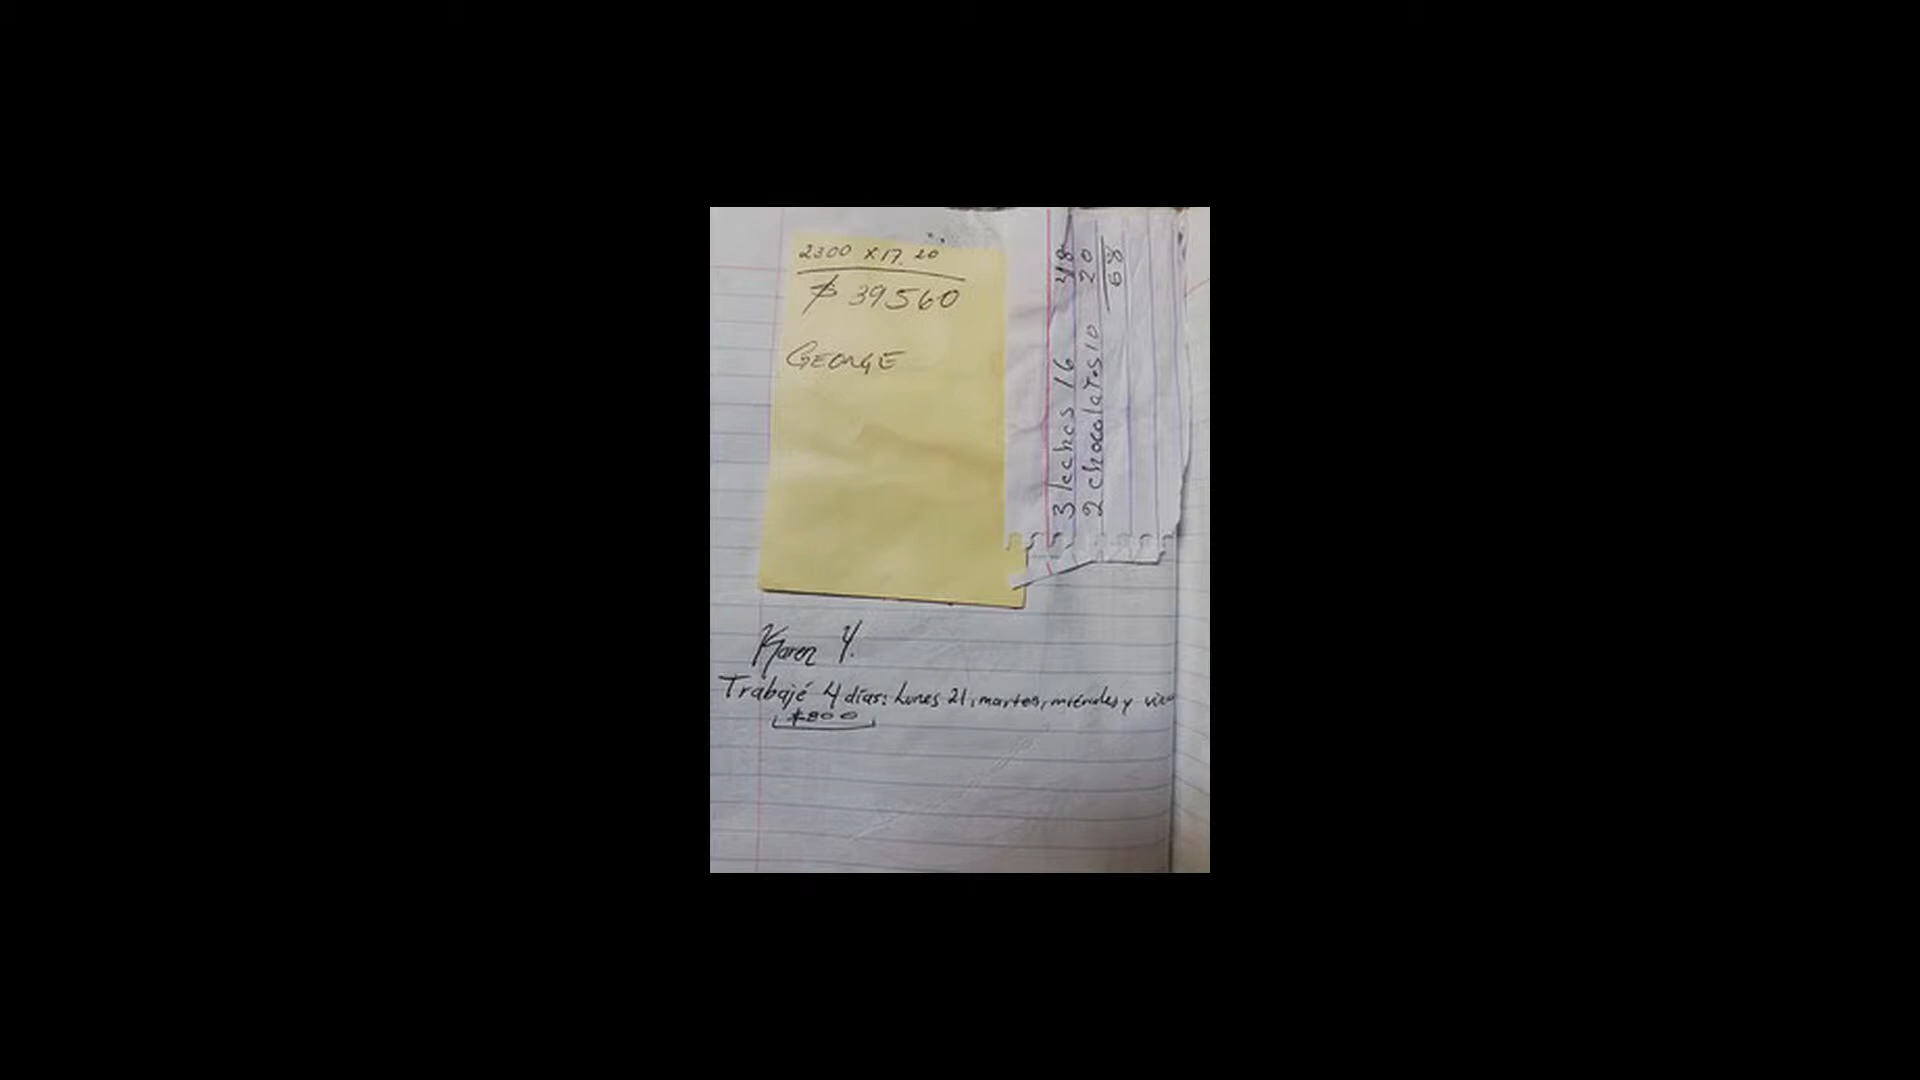 2300 x 17.20
$ 39560
GEORGE
3 leches 16 48
2 chocolates 10 20
68
Karen Y.
Trabajé 4 días: Lunes 21, martes, miércoles y
$800